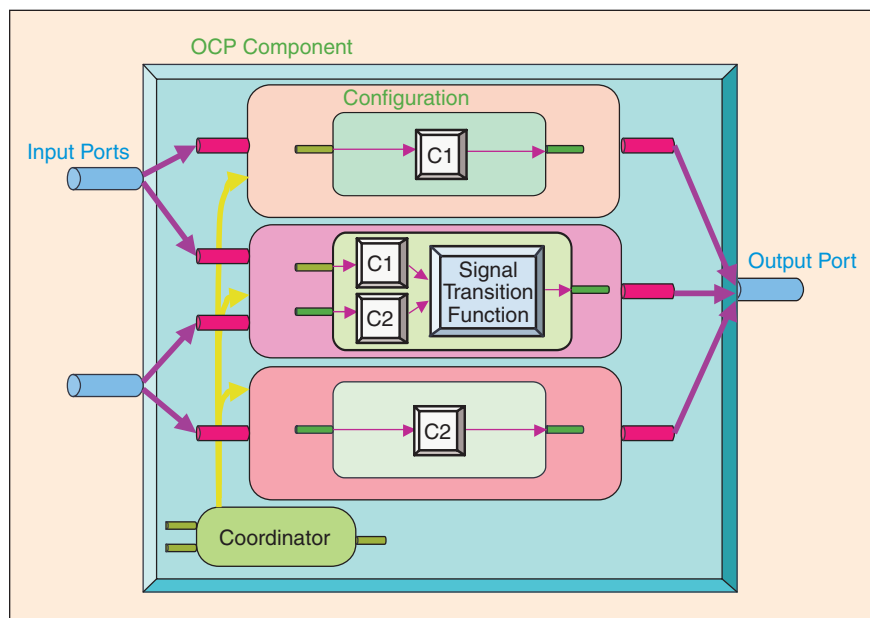 OCP Component
Configuration
Input Ports
C1
C1
C2
Signal
Transition
Function
Output Port
C2
Coordinator